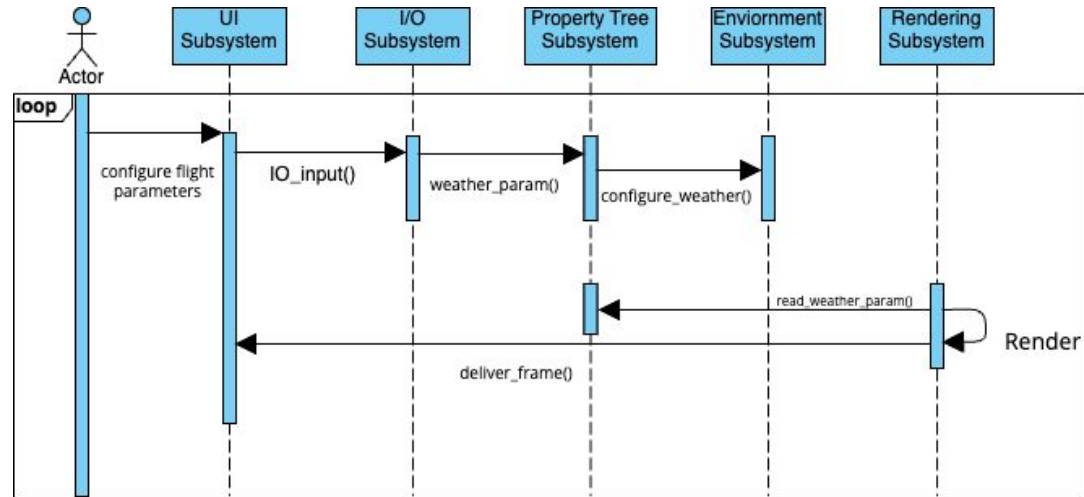 UI
Subsystem
I/O
Subsystem
Property Tree
Subsystem
Enviornment
Subsystem
Rendering
Subsystem
Actor
loop
configure flight
parameters
IO_input()
weather_param()
configure_weather()
read_weather_param()
Render
deliver_frame()